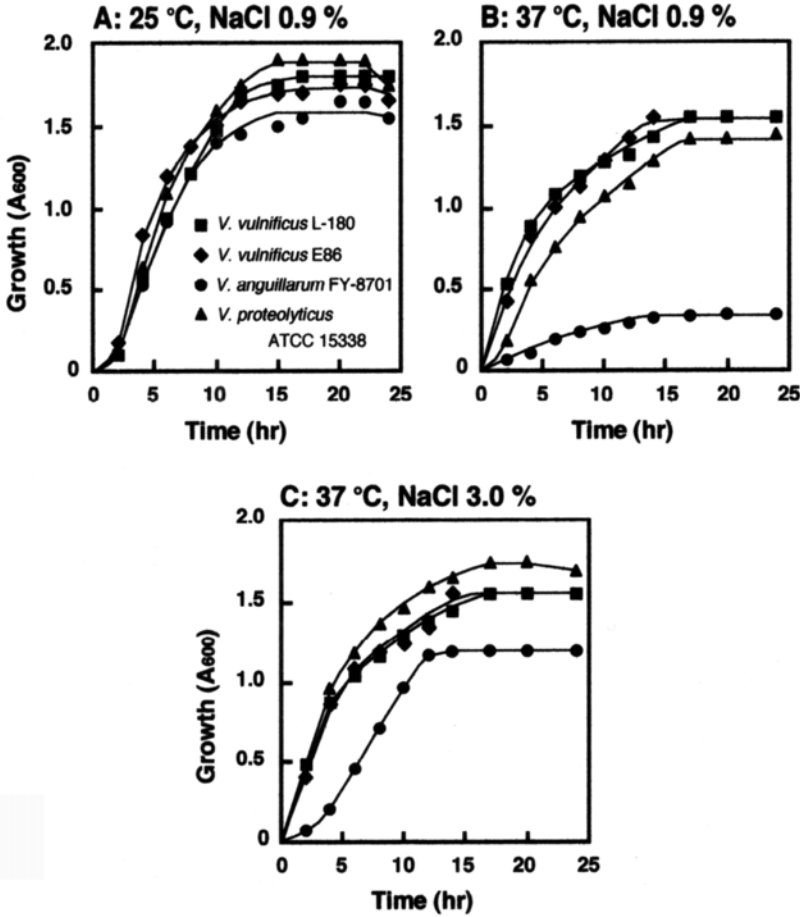 A: 25 °C, NaCl 0.9 %
2.0
1.5
1.0
0.5
0
Growth (A600)
V. vulnificus L-180
V. vulnificus E86
V. anguillarum FY-8701
V. proteolyticus
ATCC 15338
0 5 10 15 20 25
Time (hr)
B: 37 °C, NaCl 0.9 %
2.0
1.5
1.0
0.5
0
0 5 10 15 20 25
Time (hr)
C: 37 °C, NaCl 3.0 %
2.0
1.5
1.0
0.5
0
Growth (A600)
0 5 10 15 20 25
Time (hr)